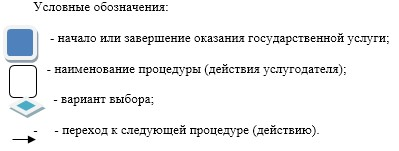 Условные обозначения:
- начало или завершение оказания государственной услуги;
- наименование процедуры (действия услугодателя);
- вариант выбора;
- - переход к следующей процедуре (действию).